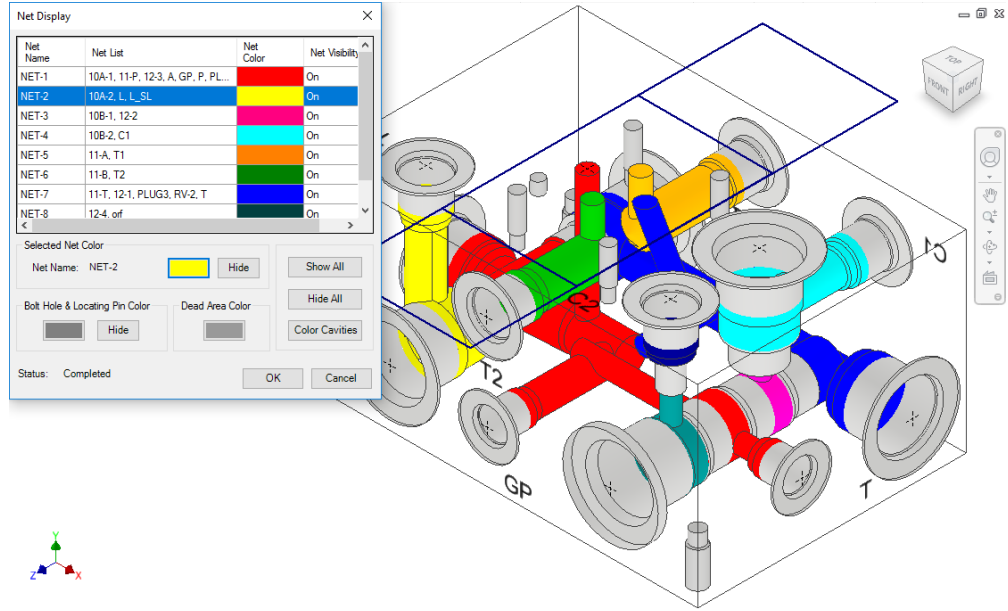 Net Display
Net Name Net List Net Color Net Visibility
NET-1 10A-1, 11-P, 12-3, A, GP, P, PL... On
NET-2 10A-2, L, L_SL On
NET-3 10B-1, 12-2 On
NET-4 10B-2, C1 On
NET-5 11-A, T1 On
NET-6 11-B, T2 On
NET-7 11-T, 12-1, PLUG3, RV-2, T On
NET-8 12-4, orf On
Selected Net Color
Net Name: NET-2 Hide Show All
Hide All
Bolt Hole & Locating Pin Color Dead Area Color
Hide Color Cavities
Status: Completed
OK Cancel
TOP
FRONT RIGHT
C1
C2
T2
GP
T
Y
Z X